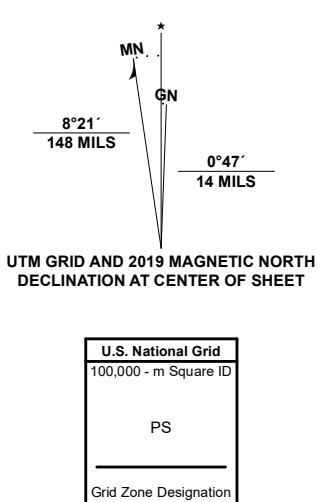 ★
MN
GN
8°21´
148 MILS
0°47´
14 MILS
UTM GRID AND 2019 MAGNETIC NORTH
DECLINATION AT CENTER OF SHEET
U.S. National Grid
100,000 - m Square ID
PS
Grid Zone Designation